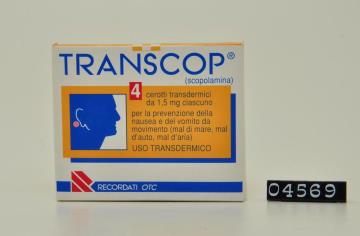 TRANSCOP®
(scopolamina)
4 cerotti transdermici
da 1,5 mg ciascuno
per la prevenzione della
nausea e del vomito da
movimento (mal di mare, mal
d'auto, mal d'aria)
USO TRANSDERMICO
RECORDATI OTC
04569